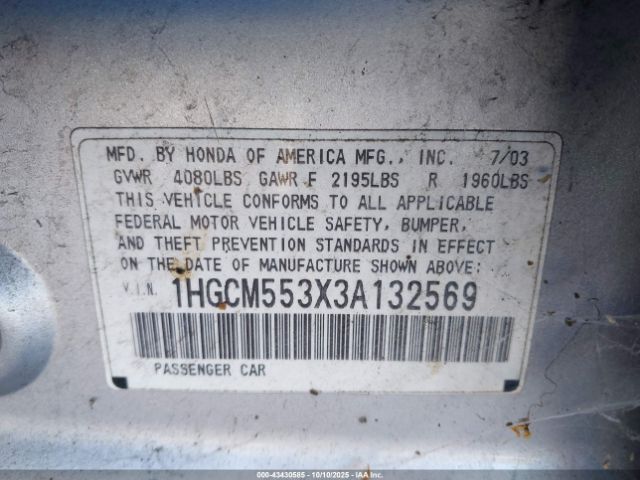 MFD. BY HONDA OF AMERICA MFG., INC. 7/03
GVWR 4080LBS GAWR F 2195LBS R 1960LBS
THIS VEHICLE CONFORMS TO ALL APPLICABLE
FEDERAL MOTOR VEHICLE SAFETY, BUMPER,
AND THEFT PREVENTION STANDARDS IN EFFECT
ON THE DATE OF MANUFACTURE SHOWN ABOVE:
V.I.N. 1HGCM553X3A132569
PASSENGER CAR
000-43430585 - 10/10/2025 - IAA Inc.